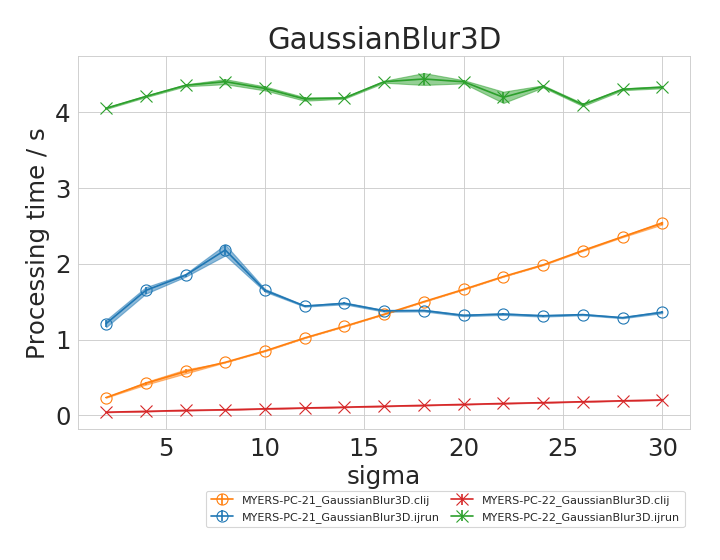 GaussianBlur3D
Processing time / s
4
3
2
1
0
5 10 15 20 25 30
sigma
MYERS-PC-21_GaussianBlur3D.clij MYERS-PC-22_GaussianBlur3D.clij
MYERS-PC-21_GaussianBlur3D.ijrun MYERS-PC-22_GaussianBlur3D.ijrun